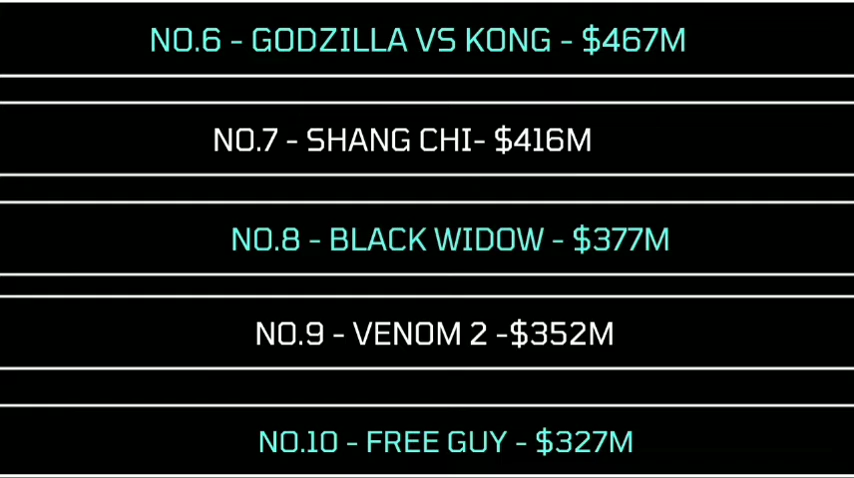 NO.6 - GODZILLA VS KONG - $467M
NO.7 - SHANG CHI- $416M
NO.8 - BLACK WIDOW - $377M
NO.9 - VENOM 2 -$352M
NO.10 - FREE GUY - $327M